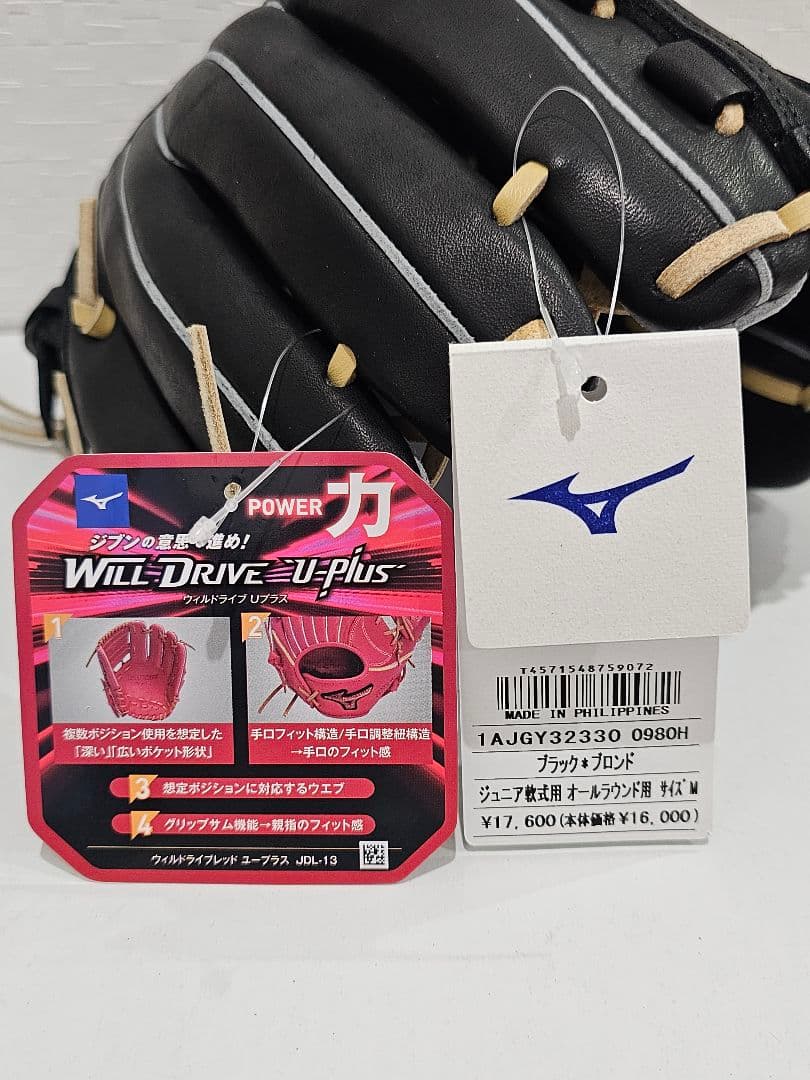 POWER 力
ジブンの意思で進め!
WILL DRIVE U-Plus
ウィルドライブ Uプラス
1
2
複数ポジション使用を想定した
「深い」「広いポケット形状」
手口フィット構造/手口調整紐構造
→手口のフィット感
3 想定ポジションに対応するウエブ
4 グリップサム機能→親指のフィット感
ウィルドライブレッド ユープラス JDL-13
T4571548759072
MADE IN PHILIPPINES
1AJGY32330 0980H
ブラック*ブロンド
ジュニア軟式用 オールラウンド用 サイズM
¥17,600(本体価格¥16,000)